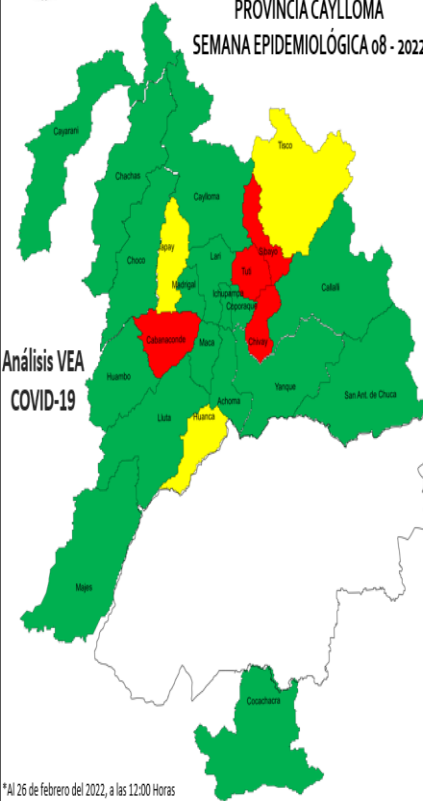 PROVINCIA CAYLLOMA
SEMANA EPIDEMIOLÓGICA 08 - 2022
Tisco
Cayarani
Chachas
Caylloma
Choco
Tapay
Lari
Sibayo
Tuti
Madrigal
Callalli
Ichupampa
Coporaque
Cabanaconde
Maca
Chivay
Análisis VEA
COVID-19
Huambo
Yanque
San Ant. de Chuca
Achoma
Lluta
Huanca
Majes
Cocachacra
*Al 26 de febrero del 2022, a las 12:00 Horas